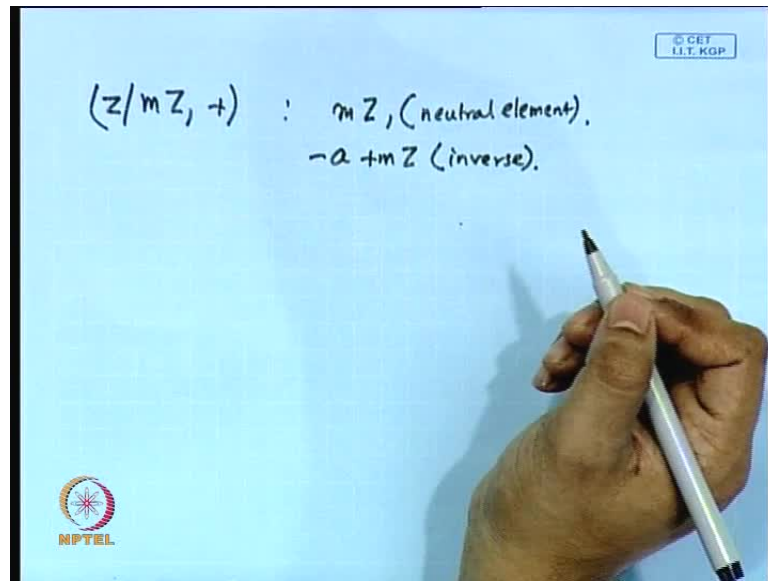 © CET
I.I.T. KGP
(Z/mZ, +) : mZ, (neutral element).
-a + mZ (inverse).
NPTEL